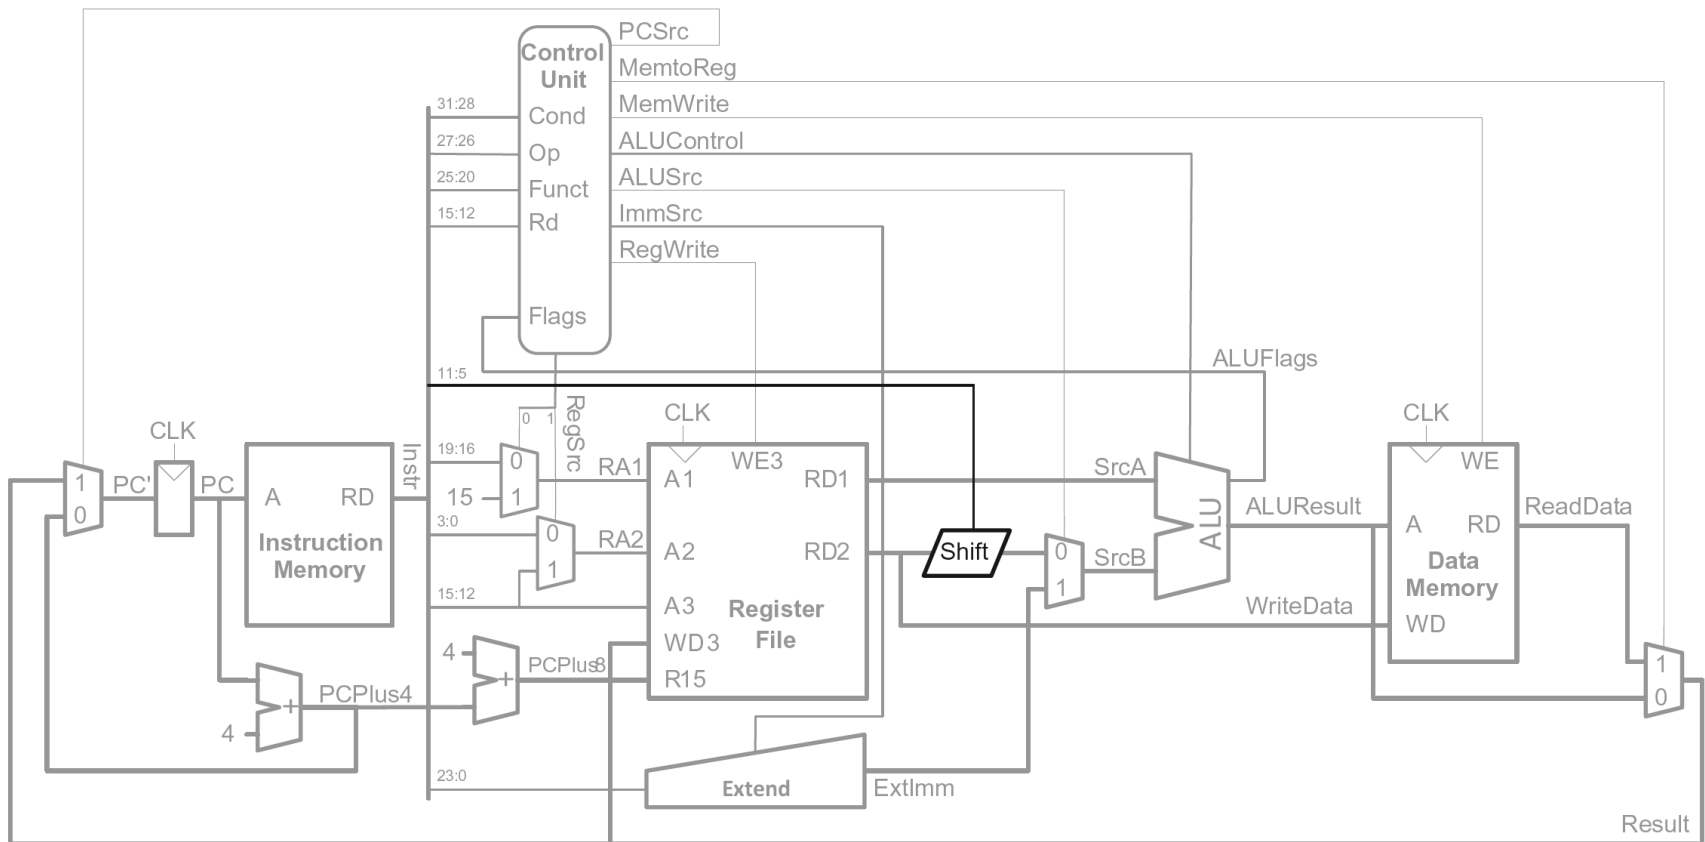 PCSrc
Control
Unit
MemtoReg
MemWrite
31:28
Cond
ALUControl
27:26
Op
ALUSrc
25:20
Funct
ImmSrc
15:12
Rd
RegWrite
Flags
ALUFlags
11:5
RegSrc
0 1
CLK
CLK
CLK
Instr
19:16
0
RA1
A1
WE3
RD1
SrcA
WE
1
0
PC'
PC
A
RD
15
1
Instruction
Memory
3:0
0
1
RA2
A2
RD2
Shift
0
1
SrcB
ALU
ALUResult
A
RD
ReadData
Data
Memory
15:12
A3
Register
File
WriteData
WD
4
+
PCPlus8
WD3
R15
PCPlus4
+
4
1
0
23:0
Extend
ExtImm
Result